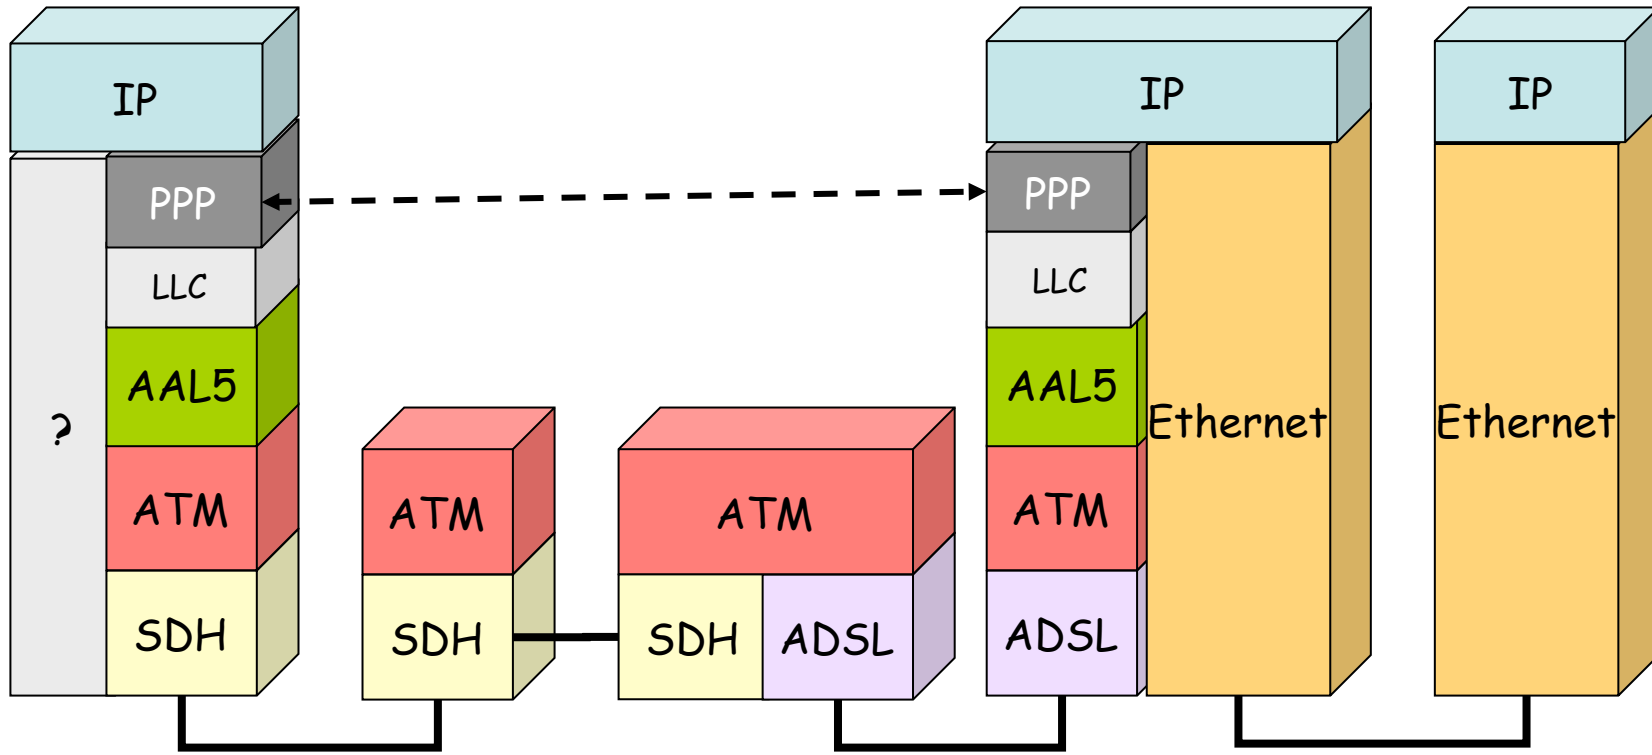 IP
IP
IP
PPP
PPP
LLC
LLC
AAL5
AAL5
?
Ethernet
Ethernet
ATM
ATM
ATM
ATM
SDH
SDH
SDH
ADSL
ADSL